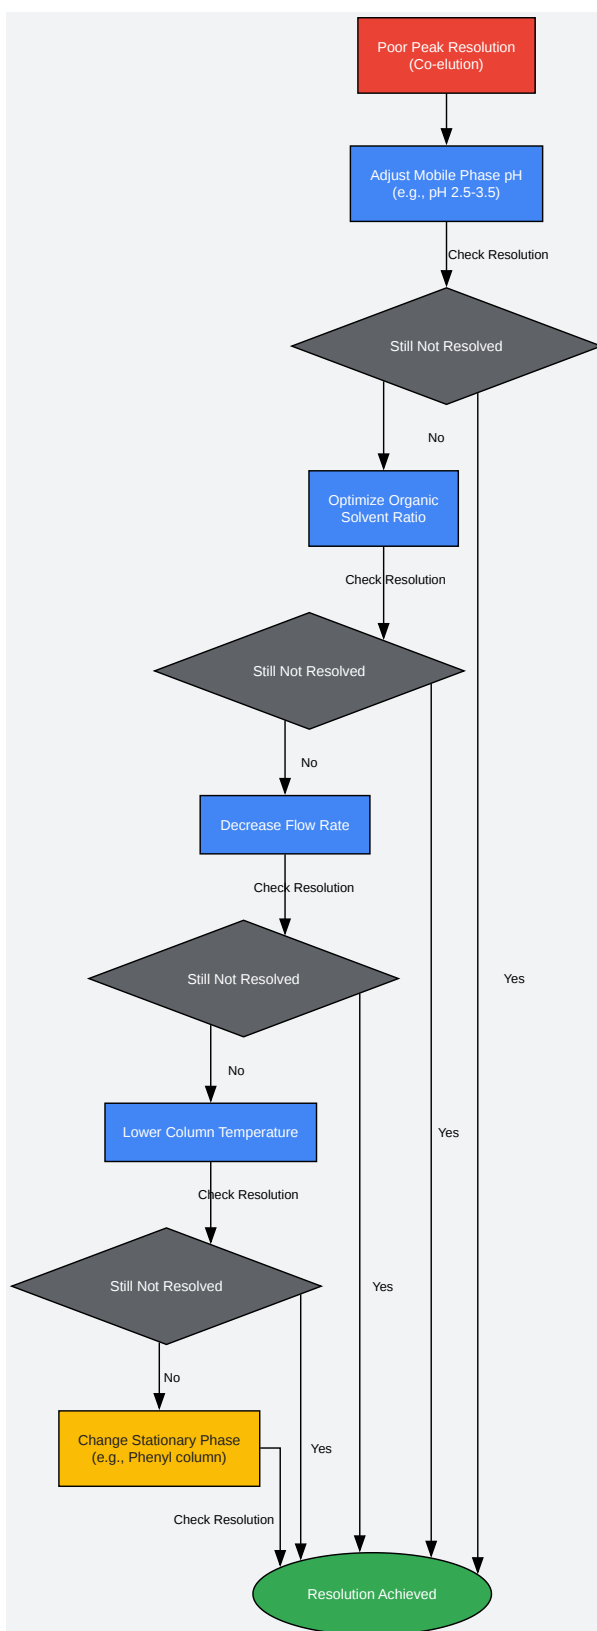 Poor Peak Resolution
(Co-elution)
Adjust Mobile Phase pH
(e.g., pH 2.5-3.5)
Check Resolution
Still Not Resolved
No
Optimize Organic
Solvent Ratio
Check Resolution
Still Not Resolved
No
Decrease Flow Rate
Check Resolution
Still Not Resolved
Yes
No
Lower Column Temperature
Yes
Check Resolution
Still Not Resolved
Yes
No
Change Stationary Phase
(e.g., Phenyl column)
Yes
Check Resolution
Resolution Achieved